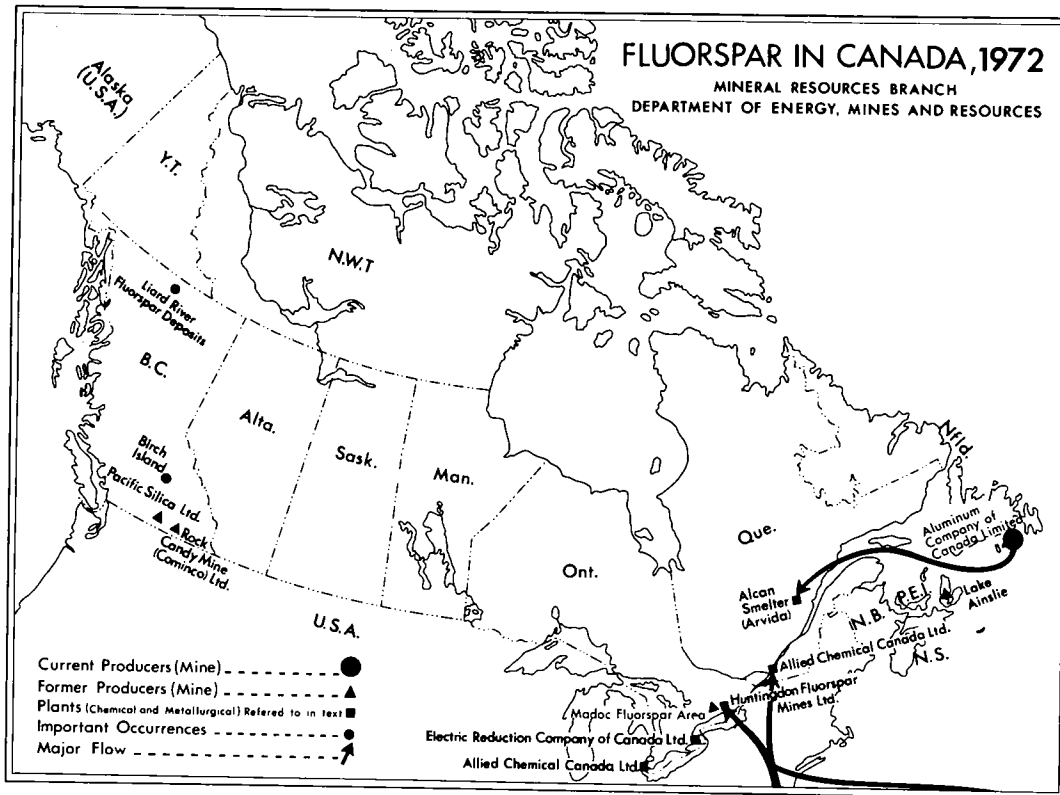 FLUORSPAR IN CANADA, 1972
MINERAL RESOURCES BRANCH
DEPARTMENT OF ENERGY, MINES AND RESOURCES
Alaska
(U.S.A.)
Y.T.
N.W.T
Liard River
Fluorspar Deposits
B.C.
Alta.
Sask.
Man.
Birch
Island
Pacific Silica Ltd.
Rock
Candy Mine
(Cominco) Ltd.
Ont.
Que.
Nfld.
Aluminum
Company of
Canada Limited
Alcan
Smelter
(Arvida)
N.B.
P.E.I
Lake
Ainslie
N.S.
U.S.A.
Allied Chemical Canada Ltd.
Huntingdon Fluorspar
Mines Ltd.
Madoc Fluorspar Area
Electric Reduction Company of Canada Ltd.
Allied Chemical Canada Ltd.
Current Producers (Mine)
Former Producers (Mine)
Plants (Chemical and Metallurgical) Refered to in text
Important Occurrences
Major Flow